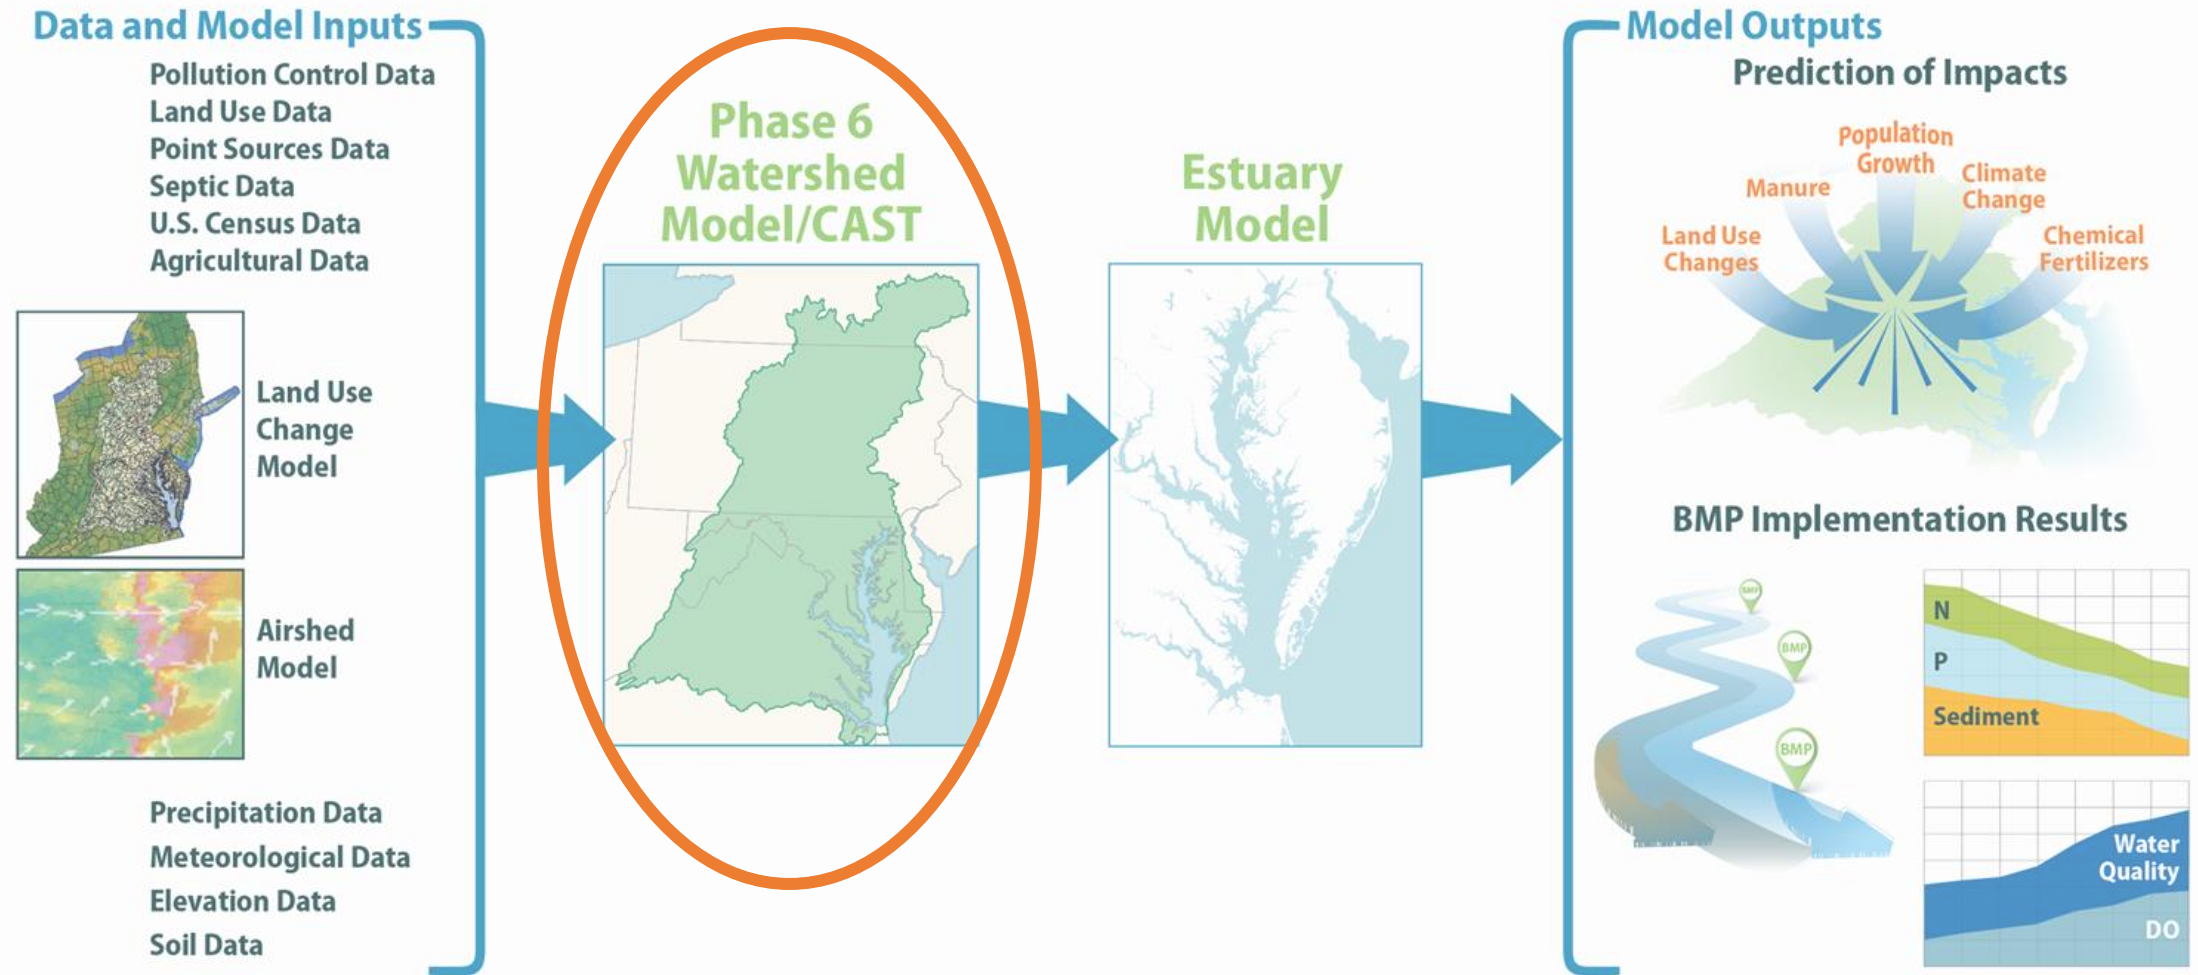 Data and Model Inputs
Pollution Control Data
Land Use Data
Point Sources Data
Septic Data
U.S. Census Data
Agricultural Data
Land Use
Change
Model
Airshed
Model
Precipitation Data
Meteorological Data
Elevation Data
Soil Data
Phase 6
Watershed
Model/CAST
Estuary
Model
Model Outputs
Prediction of Impacts
Population
Growth
Manure
Climate
Change
Land Use
Changes
Chemical
Fertilizers
BMP Implementation Results
BMP
BMP
BMP
N
P
Sediment
Water
Quality
DO